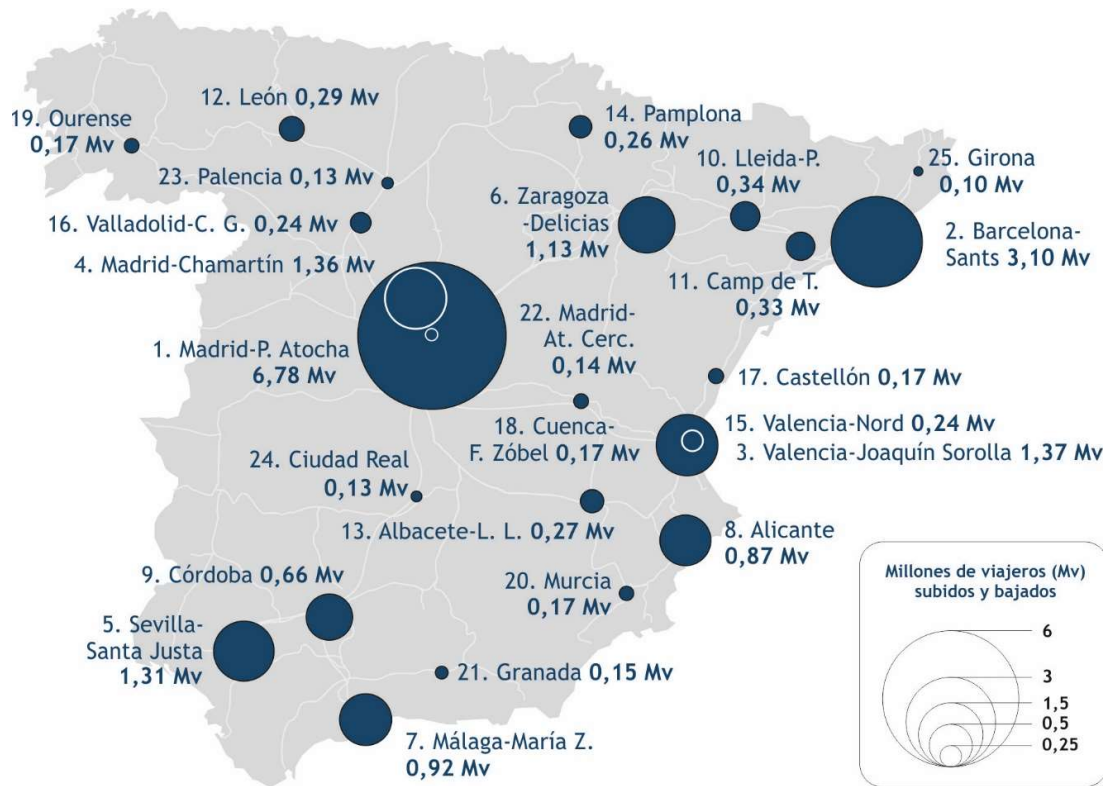 12. León 0,29 Mv
19. Ourense
0,17 Mv
14. Pamplona
0,26 Mv
10. Lleida-P.
0,34 Mv
25. Girona
0,10 Mv
23. Palencia 0,13 Mv
6. Zaragoza
-Delicias
1,13 Mv
16. Valladolid-C. G. 0,24 Mv
2. Barcelona-
Sants 3,10 Mv
4. Madrid-Chamartín 1,36 Mv
11. Camp de T.
0,33 Mv
22. Madrid-
At. Cerc.
0,14 Mv
1. Madrid-P. Atocha
6,78 Mv
17. Castellón 0,17 Mv
18. Cuenca-
F. Zóbel 0,17 Mv
15. Valencia-Nord 0,24 Mv
3. Valencia-Joaquín Sorolla 1,37 Mv
24. Ciudad Real
0,13 Mv
13. Albacete-L. L. 0,27 Mv
8. Alicante
0,87 Mv
9. Córdoba 0,66 Mv
20. Murcia
0,17 Mv
5. Sevilla-
Santa Justa
1,31 Mv
21. Granada 0,15 Mv
7. Málaga-María Z.
0,92 Mv
Millones de viajeros (Mv)
subidos y bajados
6
3
1,5
0,5
0,25